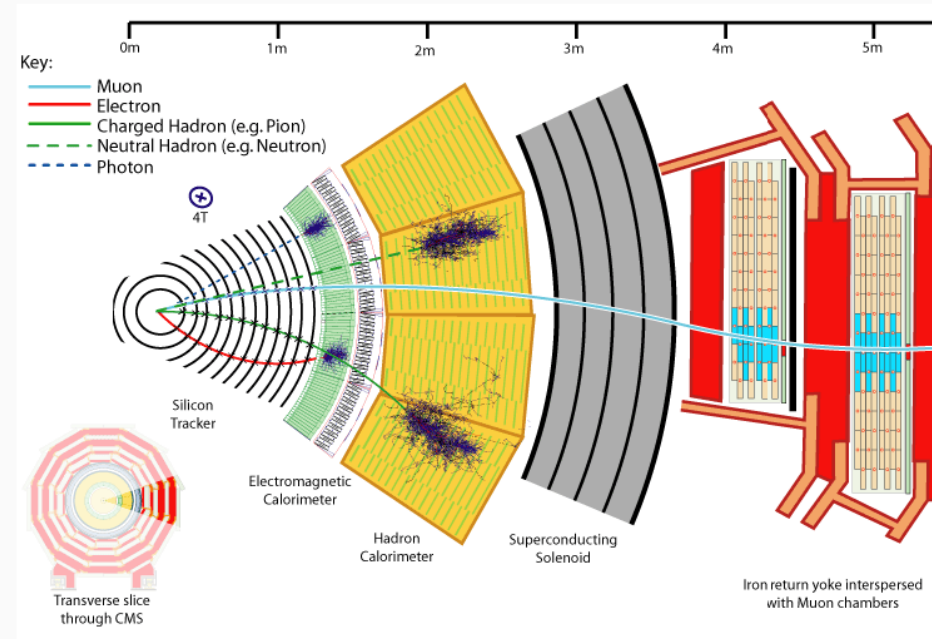 0m 1m 2m 3m 4m 5m
Key:
Muon
Electron
Charged Hadron (e.g. Pion)
Neutral Hadron (e.g. Neutron)
Photon
4T
Silicon
Tracker
Electromagnetic
Calorimeter
Hadron
Calorimeter
Superconducting
Solenoid
Iron return yoke interspersed
with Muon chambers
Transverse slice
through CMS